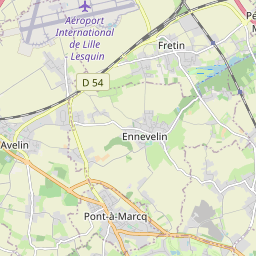 Aéroport
International
de Lille
Lesquin
Fretin
D 54
Ennevelin
Avelin
Pont-à-Marcq